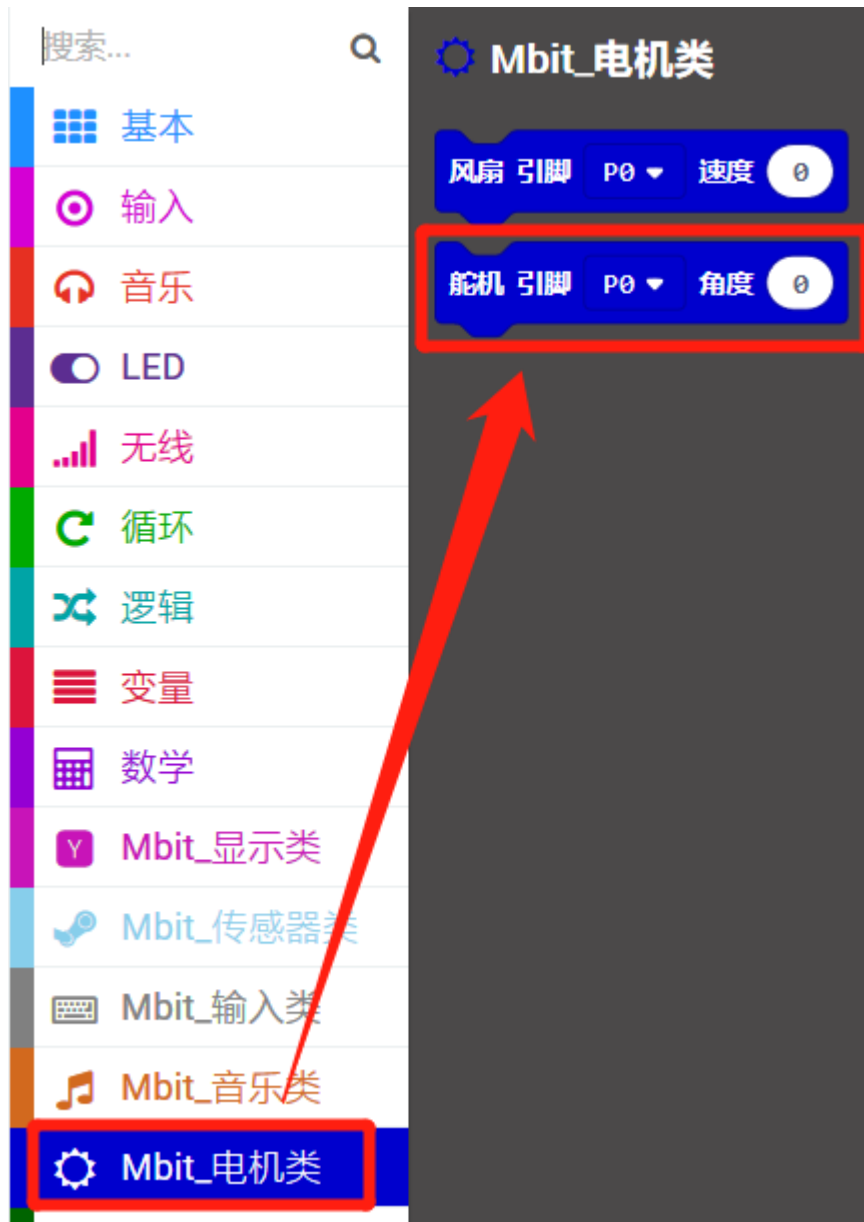 搜索...
基本
输入
音乐
LED
无线
循环
逻辑
变量
数学
Mbit_显示类
Mbit_传感器类
Mbit_输入类
Mbit_音乐类
Mbit_电机类
Mbit_电机类
风扇 引脚 P0 速度 0
舵机 引脚 P0 角度 0